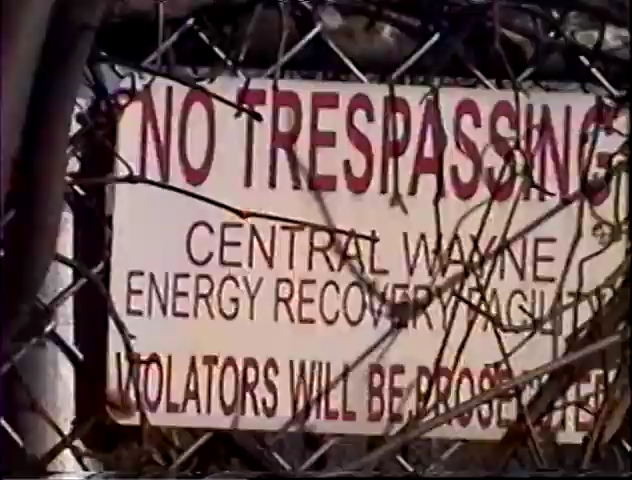 NO TRESPASSING
CENTRAL WAYNE
ENERGY RECOVERY FACILITY
VIOLATORS WILL BE PROSECUTED